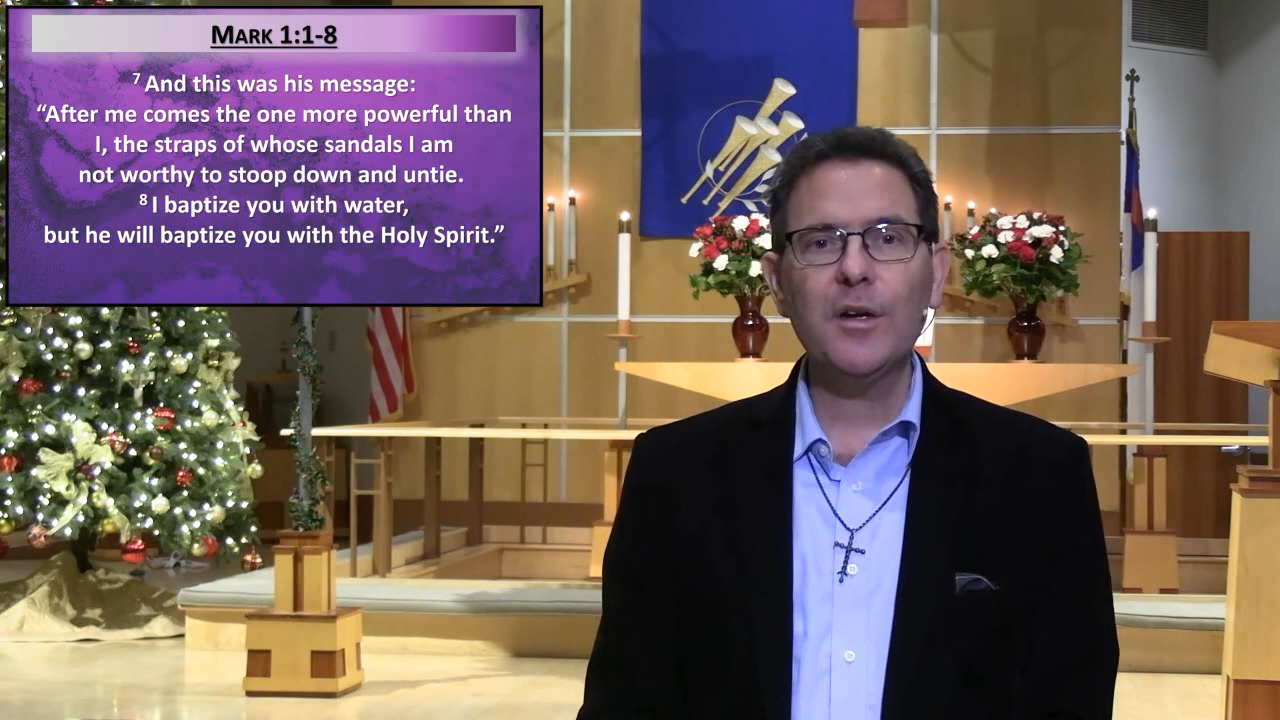 MARK 1:1-8
7 And this was his message:
“After me comes the one more powerful than
I, the straps of whose sandals I am
not worthy to stoop down and untie.
8 I baptize you with water,
but he will baptize you with the Holy Spirit.”